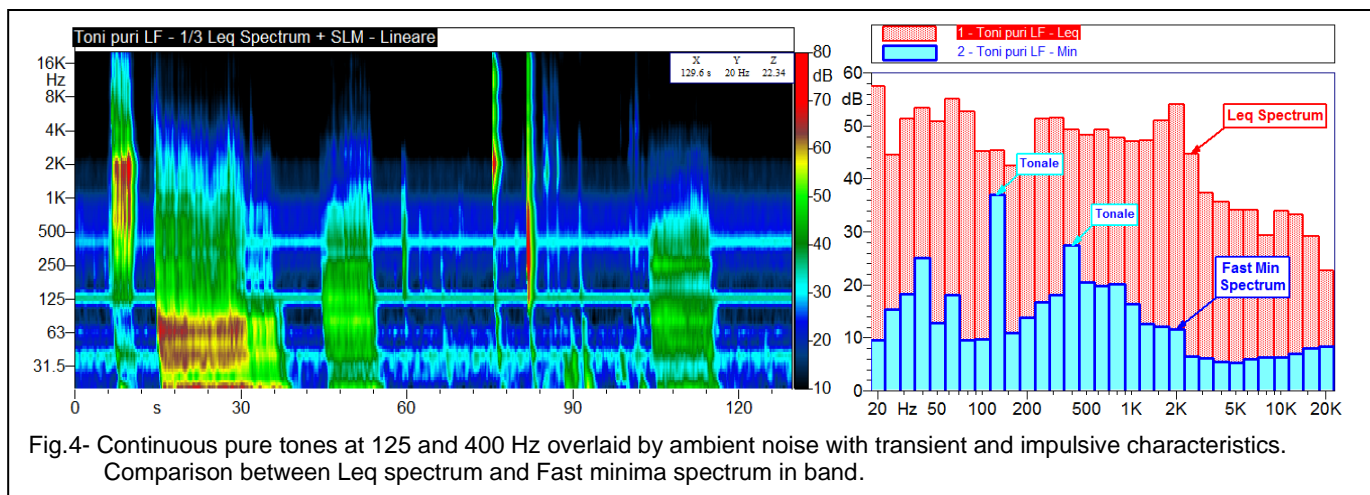 Toni puri LF - 1/3 Leq Spectrum + SLM - Lineare
16K
Hz
8K
4K
2K
1K
500
250
125
63
31.5
0 s 30 60 90 120
X Y Z
129.6 s 20 Hz 22.34
80
dB
70
60
50
40
30
20
10
1 - Toni puri LF - Leq
2 - Toni puri LF - Min
60
dB
50
40
30
20
10
0
Leq Spectrum
Tonale
Tonale
Fast Min
Spectrum
20 Hz 50 100 200 500 1K 2K 5K 10K 20K
Fig.4- Continuous pure tones at 125 and 400 Hz overlaid by ambient noise with transient and impulsive characteristics.
Comparison between Leq spectrum and Fast minima spectrum in band.